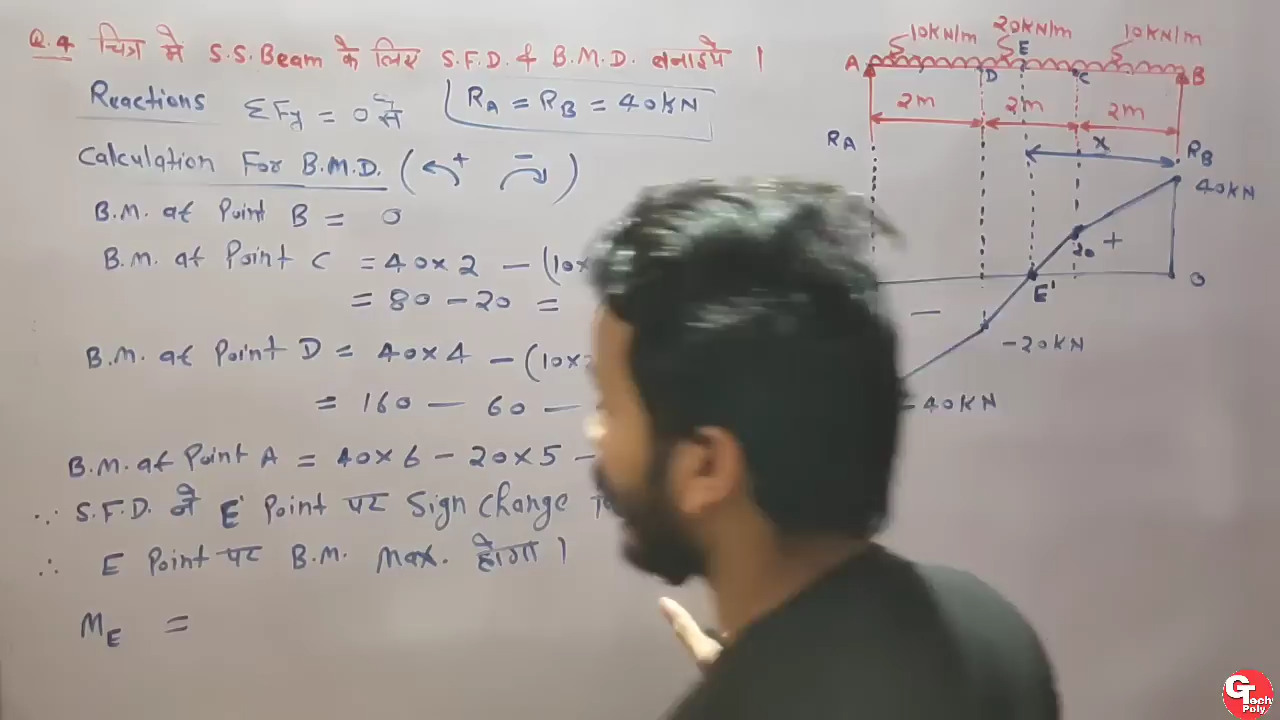 Q.4 चित्र में S.S.Beam के लिए S.F.D. & B.M.D. बनाइये ।
Reactions ΣFy = 0 से RA = RB = 40kN
Calculation For B.M.D. ( + - )
B.M. at Point B = 0
B.M. at Point C = 40×2 - (10×
= 80 - 20 =
B.M. at Point D = 40×4 - (10×
= 160 - 60 -
B.M. at Point A = 40×6 - 20×5 -
∵ S.F.D. में E' Point पर Sign Change
∴ E Point पर B.M. Max. होगा ।
ME =
10kN/m 20kN/m 10kN/m
A D E C B
2m 2m 2m
RA x RB
40kN
20 +
E' 0
-
-20kN
-40kN
GTech Poly